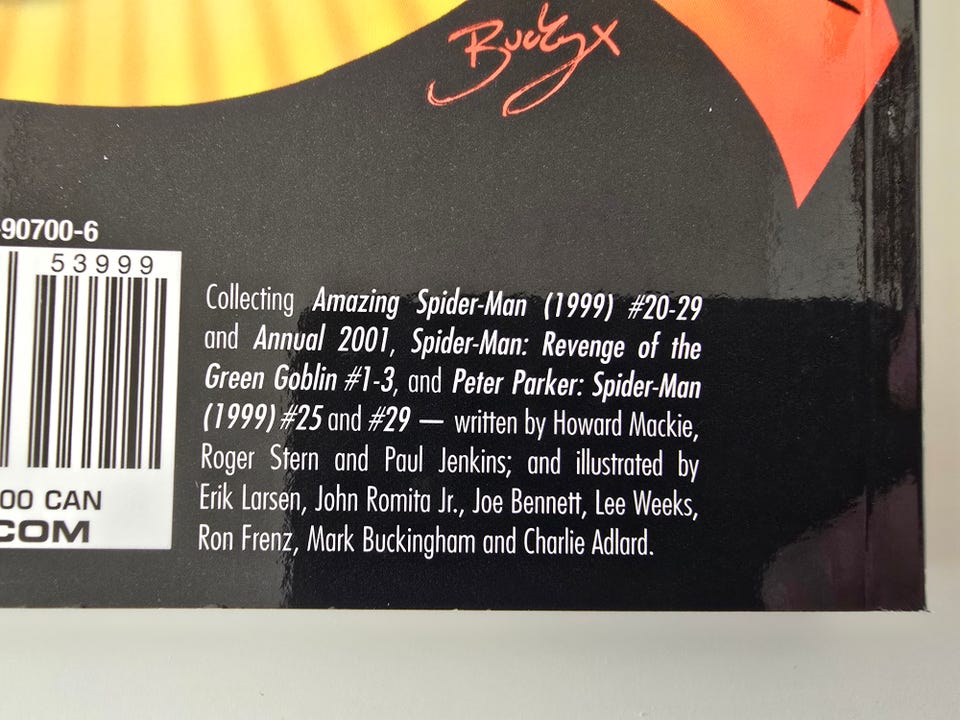 Buckyx
-90700-6
53999
Collecting Amazing Spider-Man (1999) #20-29
and Annual 2001, Spider-Man: Revenge of the
Green Goblin #1-3, and Peter Parker: Spider-Man
(1999) #25 and #29 — written by Howard Mackie,
Roger Stern and Paul Jenkins; and illustrated by
Erik Larsen, John Romita Jr., Joe Bennett, Lee Weeks,
Ron Frenz, Mark Buckingham and Charlie Adlard.
00 CAN
COM